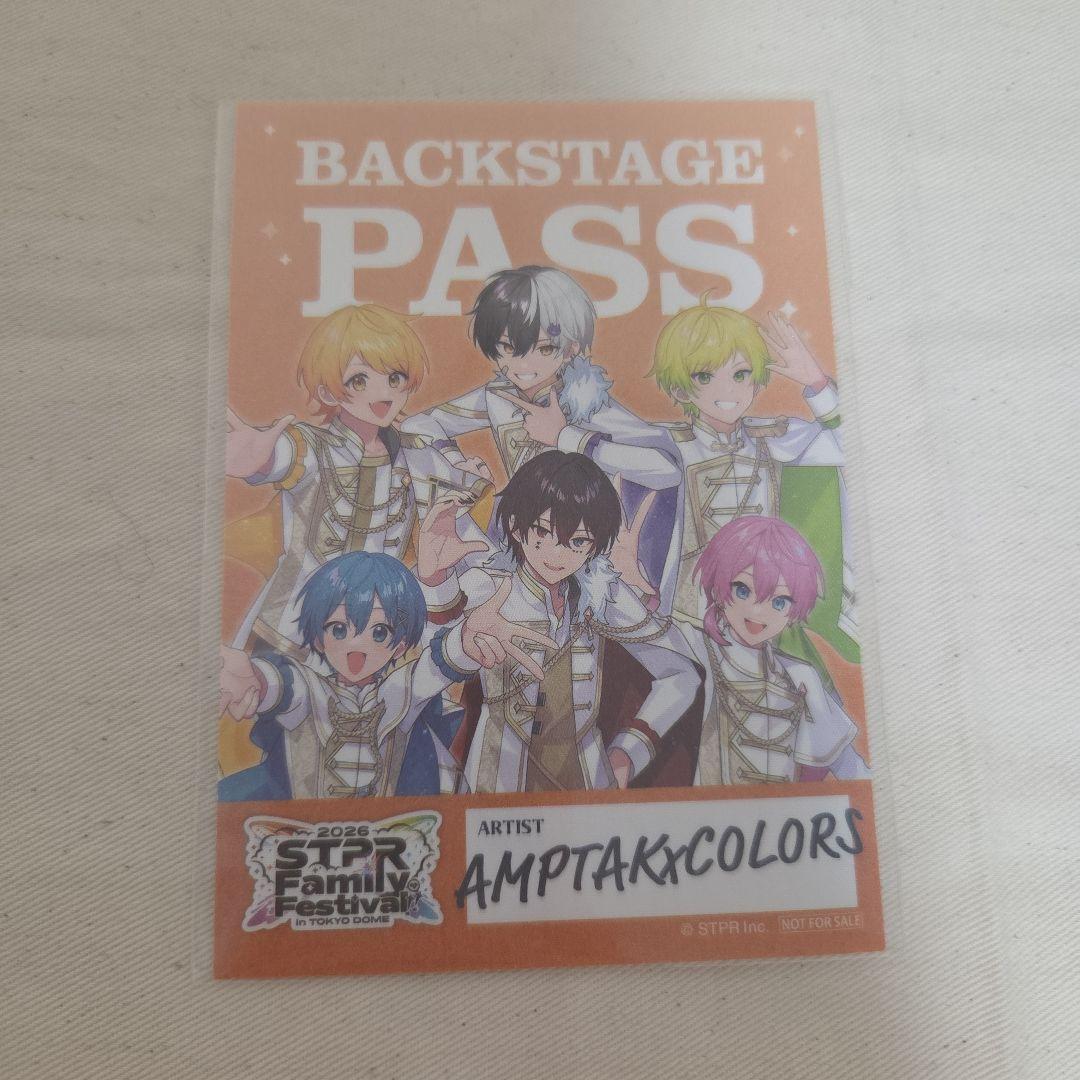 BACKSTAGE
PASS
2026
STPR
Family
Festival!
in TOKYO DOME
ARTIST
AMPTAKxCOLORS
© STPR Inc. NOT FOR SALE